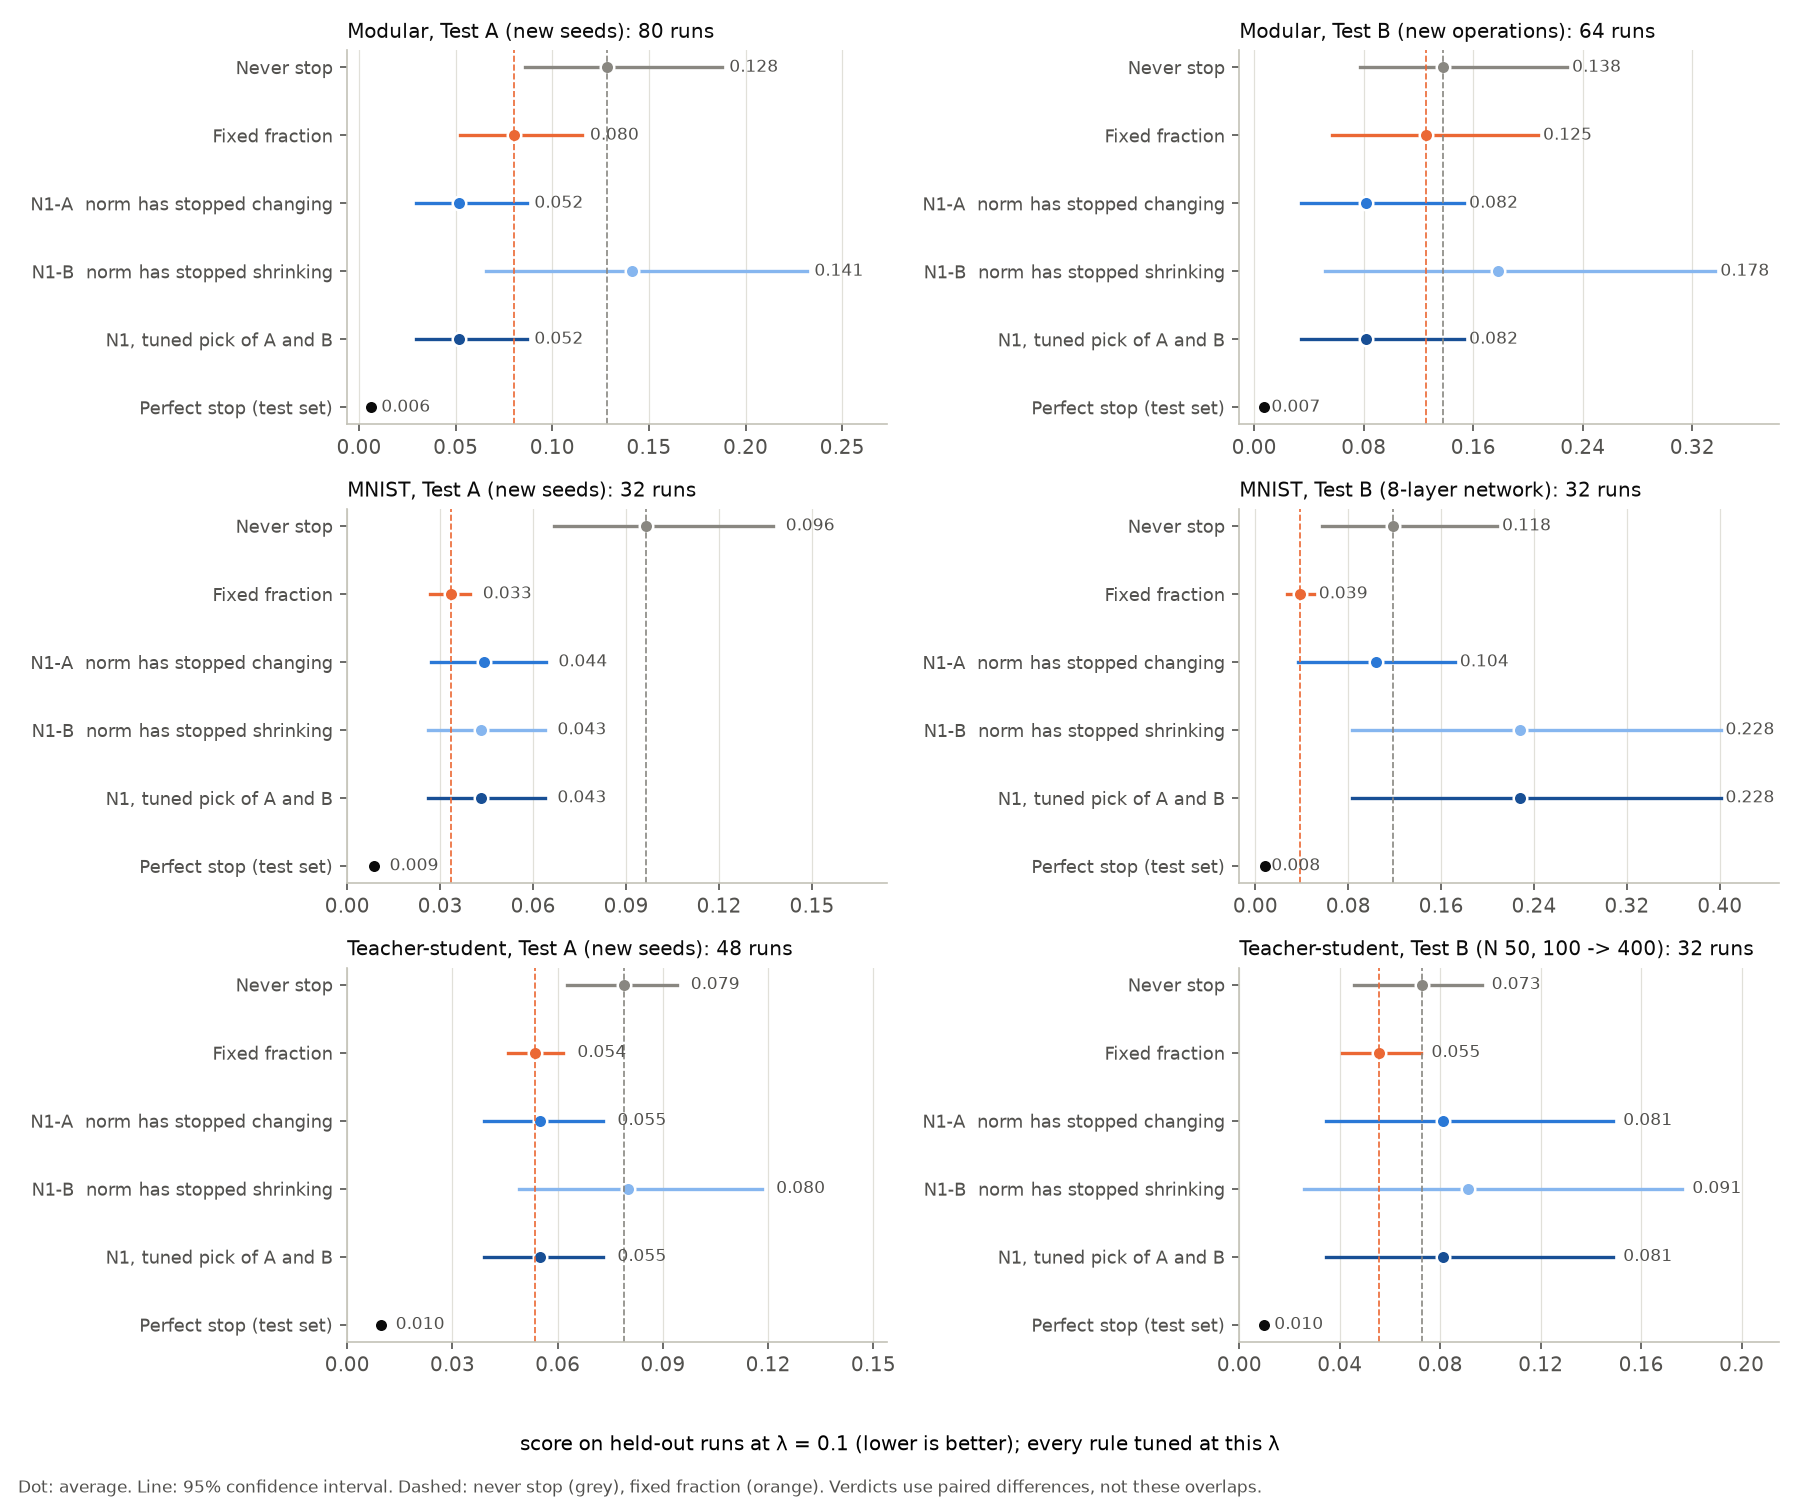 Modular, Test A (new seeds): 80 runs
Never stop
0.128
Fixed fraction
0.080
N1-A  norm has stopped changing
0.052
N1-B  norm has stopped shrinking
0.141
N1, tuned pick of A and B
0.052
Perfect stop (test set)
0.006
0.00 0.05 0.10 0.15 0.20 0.25
Modular, Test B (new operations): 64 runs
Never stop
0.138
Fixed fraction
0.125
N1-A  norm has stopped changing
0.082
N1-B  norm has stopped shrinking
0.178
N1, tuned pick of A and B
0.082
Perfect stop (test set)
0.007
0.00 0.08 0.16 0.24 0.32
MNIST, Test A (new seeds): 32 runs
Never stop
0.096
Fixed fraction
0.033
N1-A  norm has stopped changing
0.044
N1-B  norm has stopped shrinking
0.043
N1, tuned pick of A and B
0.043
Perfect stop (test set)
0.009
0.00 0.03 0.06 0.09 0.12 0.15
MNIST, Test B (8-layer network): 32 runs
Never stop
0.118
Fixed fraction
0.039
N1-A  norm has stopped changing
0.104
N1-B  norm has stopped shrinking
0.228
N1, tuned pick of A and B
0.228
Perfect stop (test set)
0.008
0.00 0.08 0.16 0.24 0.32 0.40
Teacher-student, Test A (new seeds): 48 runs
Never stop
0.079
Fixed fraction
0.054
N1-A  norm has stopped changing
0.055
N1-B  norm has stopped shrinking
0.080
N1, tuned pick of A and B
0.055
Perfect stop (test set)
0.010
0.00 0.03 0.06 0.09 0.12 0.15
Teacher-student, Test B (N 50, 100 -> 400): 32 runs
Never stop
0.073
Fixed fraction
0.055
N1-A  norm has stopped changing
0.081
N1-B  norm has stopped shrinking
0.091
N1, tuned pick of A and B
0.081
Perfect stop (test set)
0.010
0.00 0.04 0.08 0.12 0.16 0.20
score on held-out runs at λ = 0.1 (lower is better); every rule tuned at this λ
Dot: average. Line: 95% confidence interval. Dashed: never stop (grey), fixed fraction (orange). Verdicts use paired differences, not these overlaps.